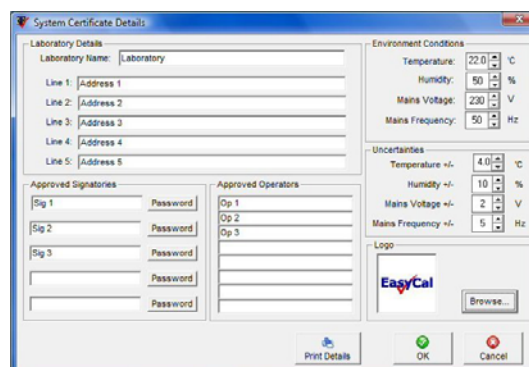 System Certificate Details
Laboratory Details
Laboratory Name: Laboratory
Line 1: Address 1
Line 2: Address 2
Line 3: Address 3
Line 4: Address 4
Line 5: Address 5
Environment Conditions
Temperature: 22.0 °C
Humidity: 50 %
Mains Voltage: 230 V
Mains Frequency: 50 Hz
Uncertainties
Temperature +/- 4.0 °C
Humidity +/- 10 %
Mains Voltage +/- 2 V
Mains Frequency +/- 5 Hz
Approved Signatories
Sig 1 Password
Sig 2 Password
Sig 3 Password
Password
Password
Approved Operators
Op 1
Op 2
Op 3
Logo
EasyCal
Browse...
Print Details
OK
Cancel